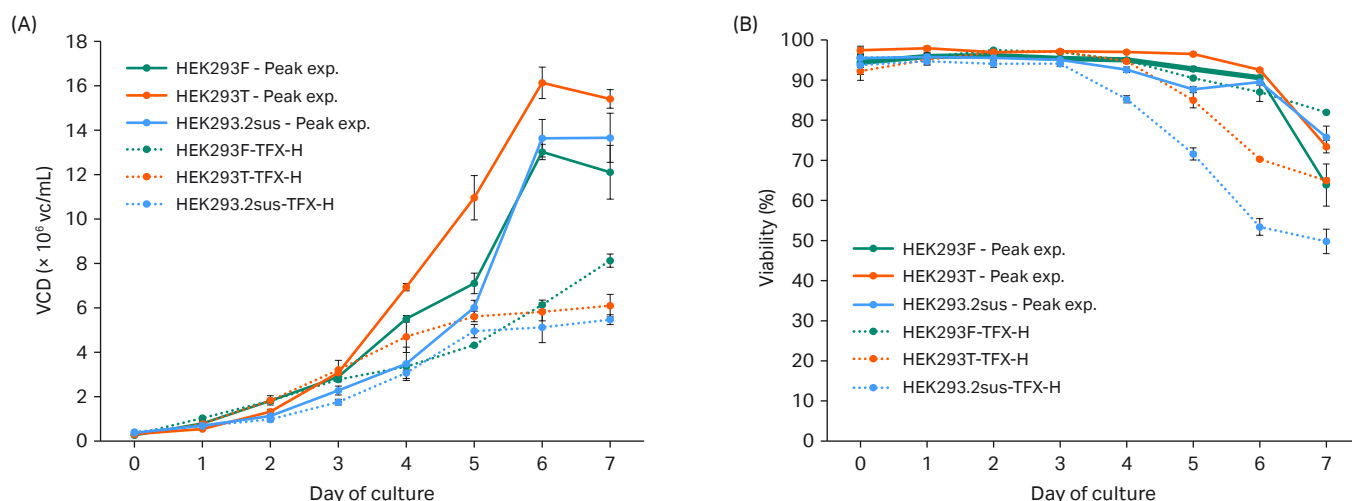 (A)
18
16
14
12
10
8
6
4
2
0
VCD (× 10⁶ vc/mL)
HEK293F - Peak exp.
HEK293T - Peak exp.
HEK293.2sus - Peak exp.
HEK293F-TFX-H
HEK293T-TFX-H
HEK293.2sus-TFX-H
0 1 2 3 4 5 6 7
Day of culture
(B)
100
90
80
70
60
50
40
30
20
10
0
Viability (%)
HEK293F - Peak exp.
HEK293T - Peak exp.
HEK293.2sus - Peak exp.
HEK293F-TFX-H
HEK293T-TFX-H
HEK293.2sus-TFX-H
0 1 2 3 4 5 6 7
Day of culture